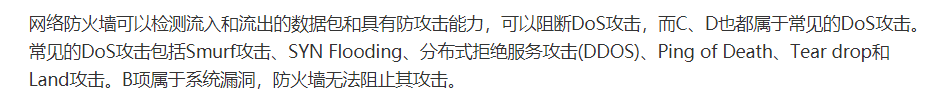 网络防火墙可以检测流入和流出的数据包和具有防攻击能力，可以阻断DoS攻击，而C、D也都属于常见的DoS攻击。
常见的DoS攻击包括Smurf攻击、SYN Flooding、分布式拒绝服务攻击(DDOS)、Ping of Death、Tear drop和
Land攻击。B项属于系统漏洞，防火墙无法阻止其攻击。